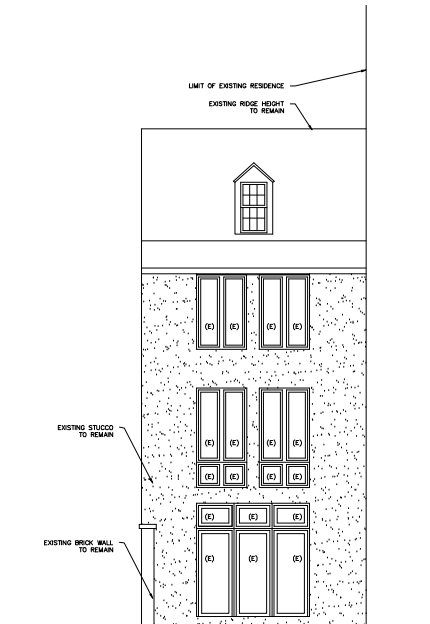 LIMIT OF EXISTING RESIDENCE
EXISTING RIDGE HEIGHT
TO REMAIN
(E) (E) (E) (E)
EXISTING STUCCO
TO REMAIN
(E) (E) (E) (E)
(E) (E) (E) (E)
(E) (E) (E)
EXISTING BRICK WALL
TO REMAIN
(E) (E) (E)